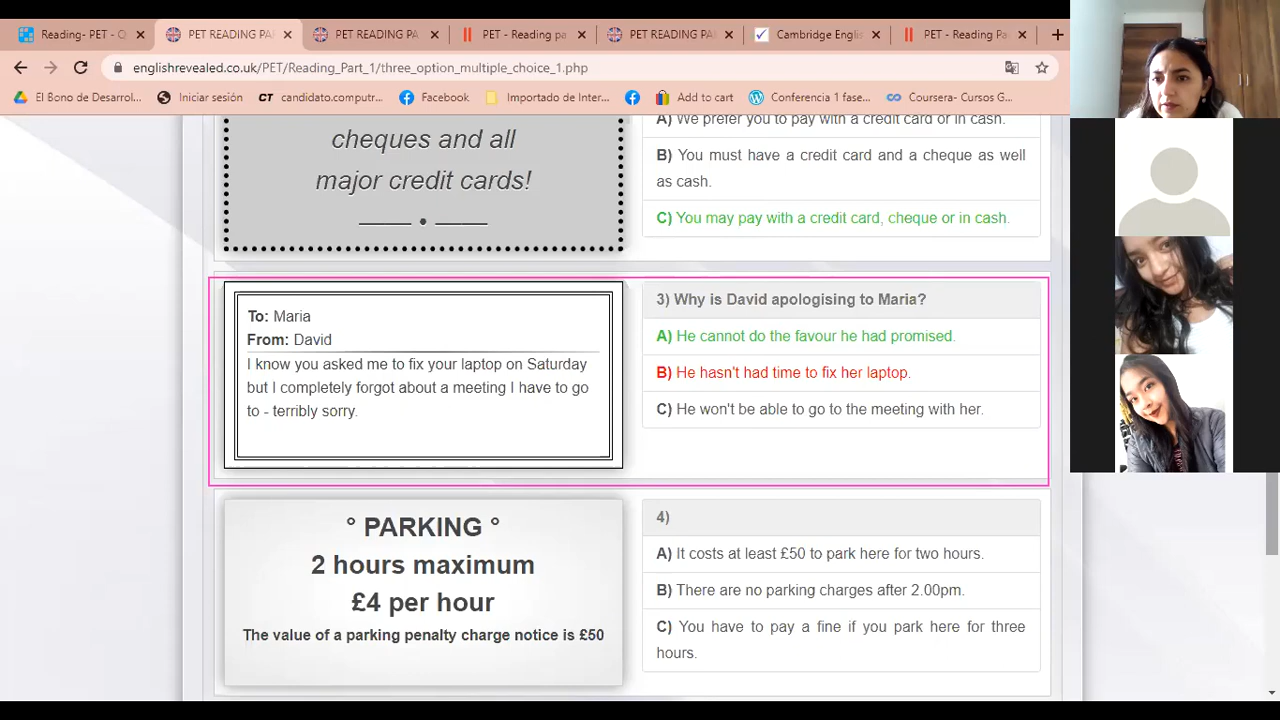 Reading- PET - Q
PET READING PA
PET READING PA
PET - Reading pa
PET READING PA
Cambridge Engli
PET - Reading Pa
englishrevealed.co.uk/PET/Reading_Part_1/three_option_multiple_choice_1.php
El Bono de Desarrol...
Iniciar sesión
CT candidato.computr...
Facebook
Importado de Inter...
Add to cart
Conferencia 1 fase...
Coursera- Cursos G...
cheques and all
major credit cards!
A) We prefer you to pay with a credit card or in cash.
B) You must have a credit card and a cheque as well
as cash.
C) You may pay with a credit card, cheque or in cash.
To: Maria
From: David
I know you asked me to fix your laptop on Saturday
but I completely forgot about a meeting I have to go
to - terribly sorry.
3) Why is David apologising to Maria?
A) He cannot do the favour he had promised.
B) He hasn't had time to fix her laptop.
C) He won't be able to go to the meeting with her.
° PARKING °
2 hours maximum
£4 per hour
The value of a parking penalty charge notice is £50
4)
A) It costs at least £50 to park here for two hours.
B) There are no parking charges after 2.00pm.
C) You have to pay a fine if you park here for three
hours.